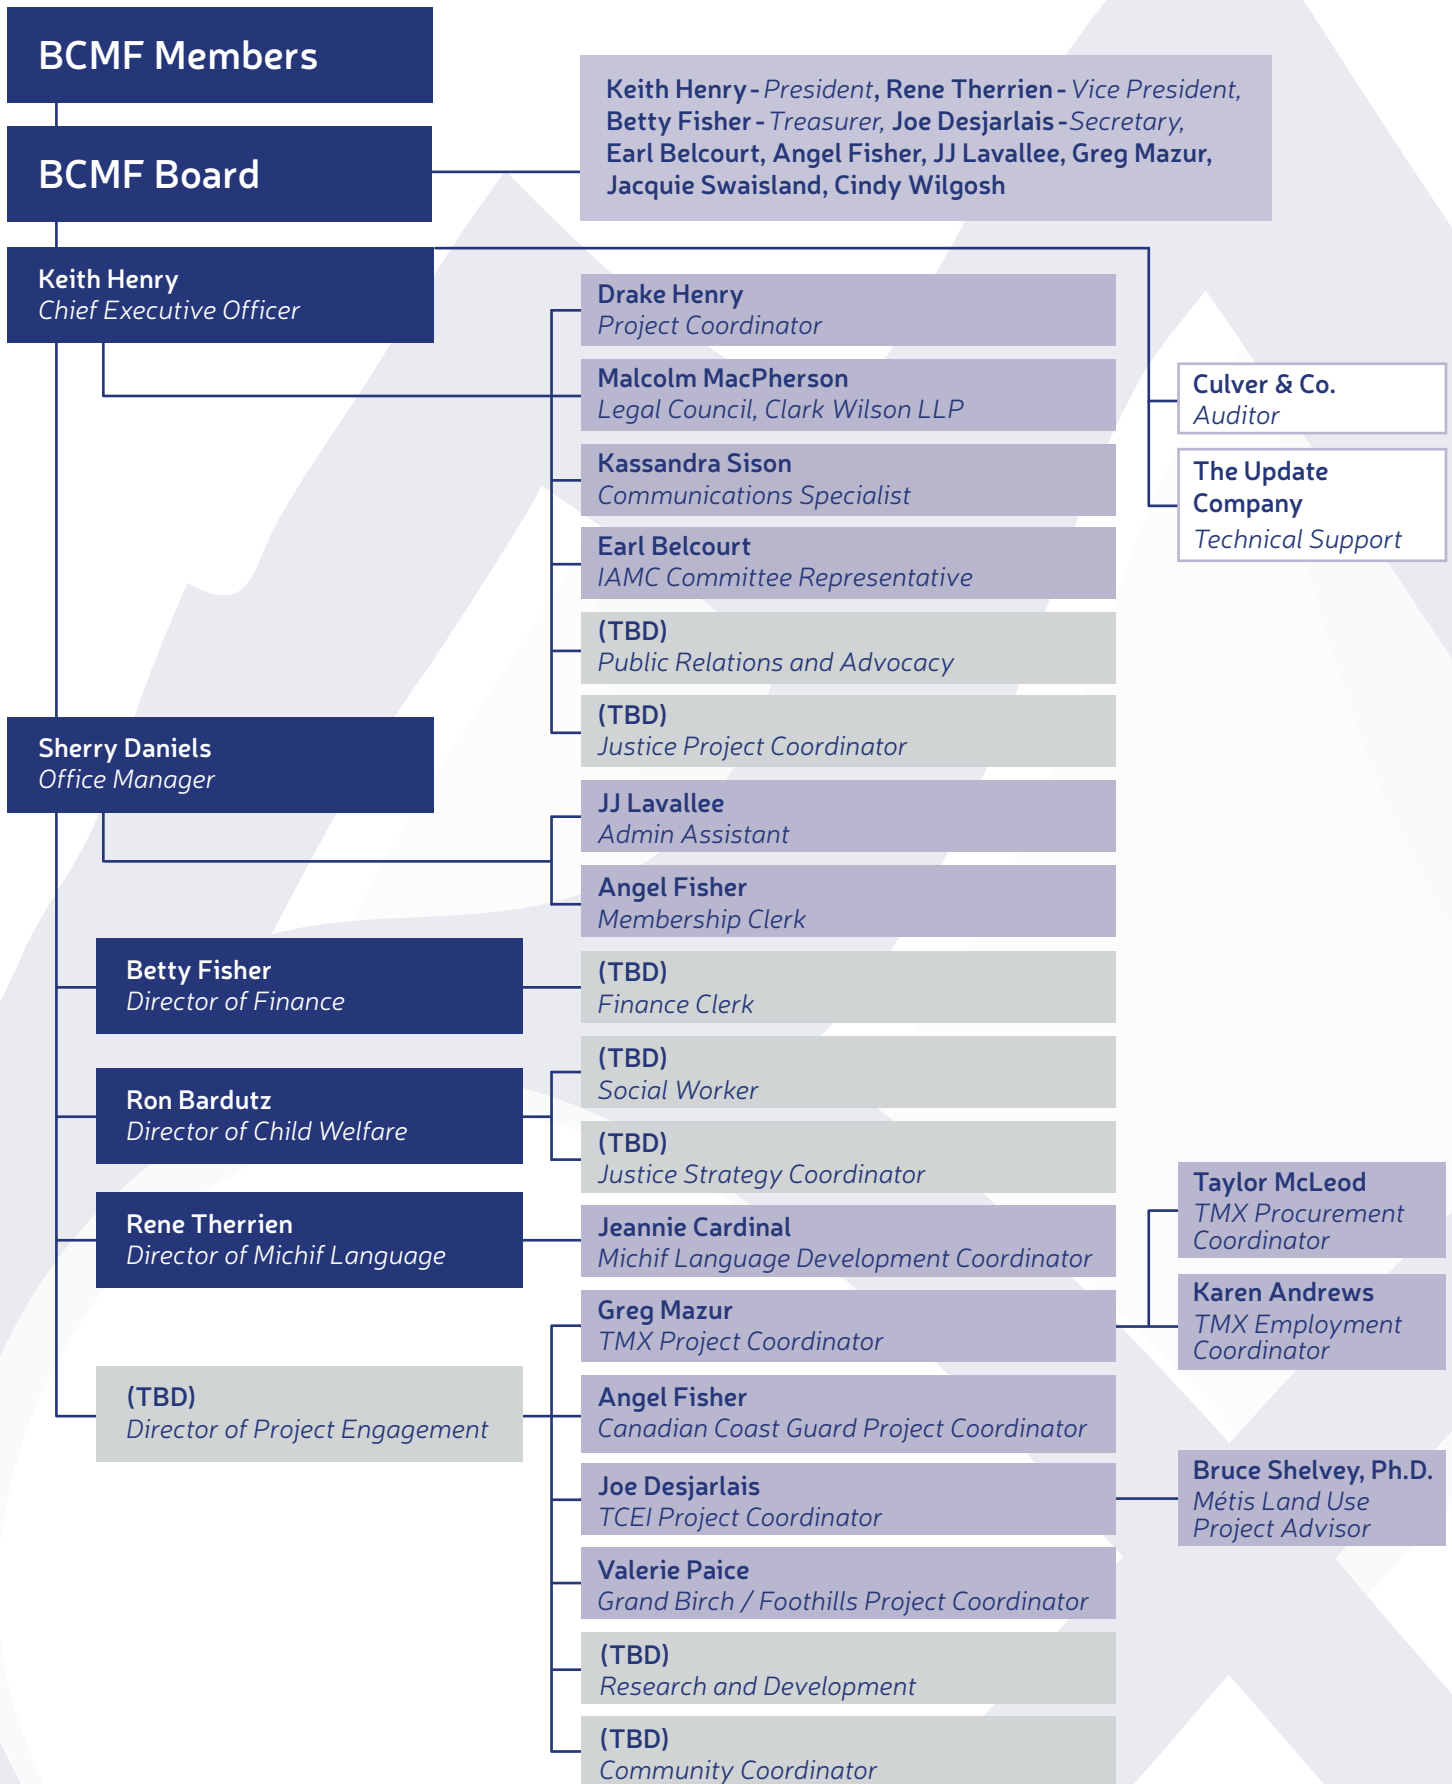 BCMF Members
BCMF Board
Keith Henry - President, Rene Therrien - Vice President,
Betty Fisher - Treasurer, Joe Desjarlais - Secretary,
Earl Belcourt, Angel Fisher, JJ Lavallee, Greg Mazur,
Jacquie Swaisland, Cindy Wilgosh
Keith Henry
Chief Executive Officer
Drake Henry
Project Coordinator
Malcolm MacPherson
Legal Council, Clark Wilson LLP
Kassandra Sison
Communications Specialist
Earl Belcourt
IAMC Committee Representative
(TBD)
Public Relations and Advocacy
(TBD)
Justice Project Coordinator
Culver & Co.
Auditor
The Update
Company
Technical Support
Sherry Daniels
Office Manager
JJ Lavallee
Admin Assistant
Angel Fisher
Membership Clerk
Betty Fisher
Director of Finance
(TBD)
Finance Clerk
Ron Bardutz
Director of Child Welfare
(TBD)
Social Worker
(TBD)
Justice Strategy Coordinator
Rene Therrien
Director of Michif Language
Jeannie Cardinal
Michif Language Development Coordinator
(TBD)
Director of Project Engagement
Greg Mazur
TMX Project Coordinator
Taylor McLeod
TMX Procurement
Coordinator
Karen Andrews
TMX Employment
Coordinator
Angel Fisher
Canadian Coast Guard Project Coordinator
Joe Desjarlais
TCEI Project Coordinator
Bruce Shelvey, Ph.D.
Métis Land Use
Project Advisor
Valerie Paice
Grand Birch / Foothills Project Coordinator
(TBD)
Research and Development
(TBD)
Community Coordinator